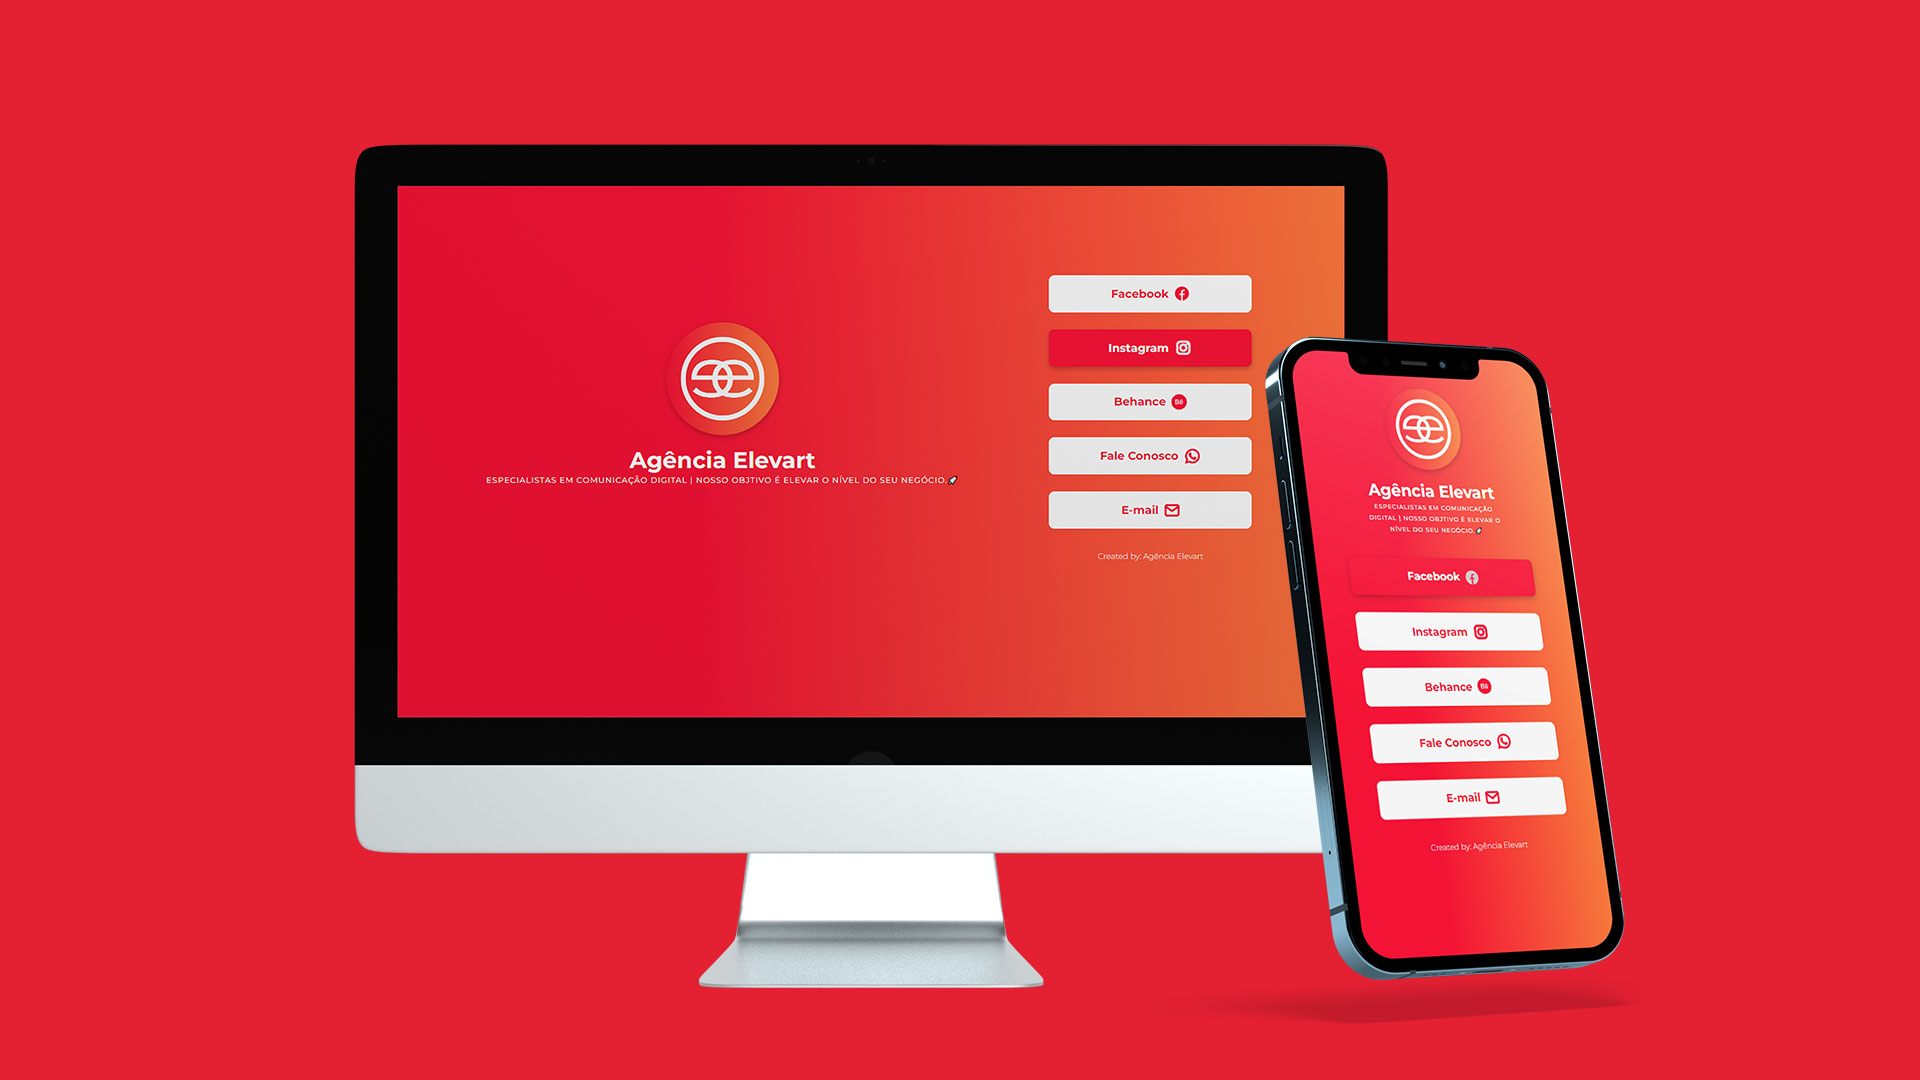 Agência Elevart
ESPECIALISTAS EM COMUNICAÇÃO DIGITAL | NOSSO OBJTIVO É ELEVAR O NÍVEL DO SEU NEGÓCIO.🚀
Facebook
Instagram
Behance
Bē
Fale Conosco
E-mail
Created by: Agência Elevart
Agência Elevart
ESPECIALISTAS EM COMUNICAÇÃO
DIGITAL | NOSSO OBJTIVO É ELEVAR O
NÍVEL DO SEU NEGÓCIO.🚀
Facebook
Instagram
Behance
Bē
Fale Conosco
E-mail
Created by: Agência Elevart